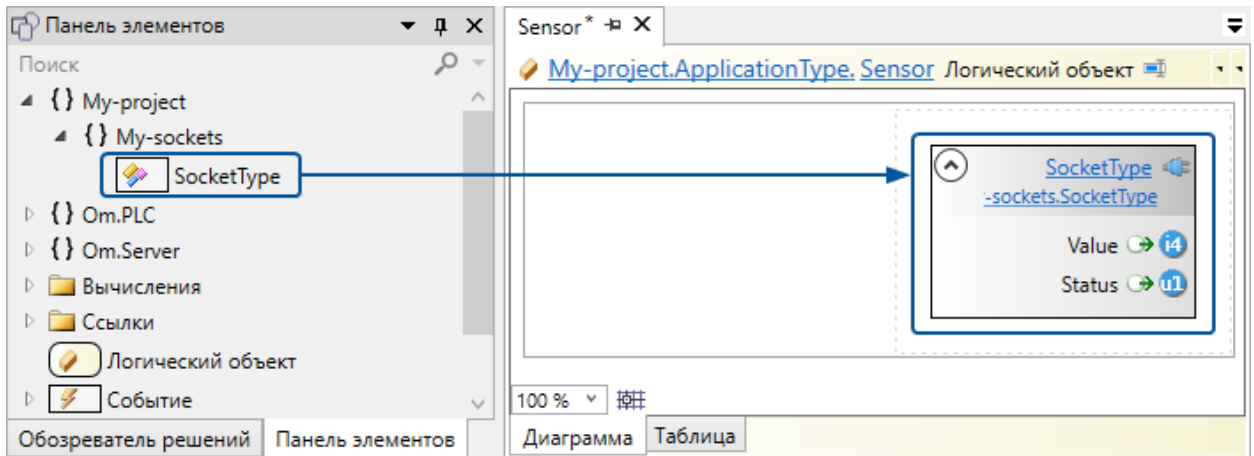 Панель элементов
Поиск
{} My-project
{} My-sockets
SocketType
{} Om.PLC
{} Om.Server
Вычисления
Ссылки
Логический объект
Событие
Обозреватель решений
Панель элементов
Sensor*
My-project.ApplicationType. Sensor Логический объект
SocketType
-sockets.SocketType
Value i4
Status u1
100 %
Диаграмма
Таблица